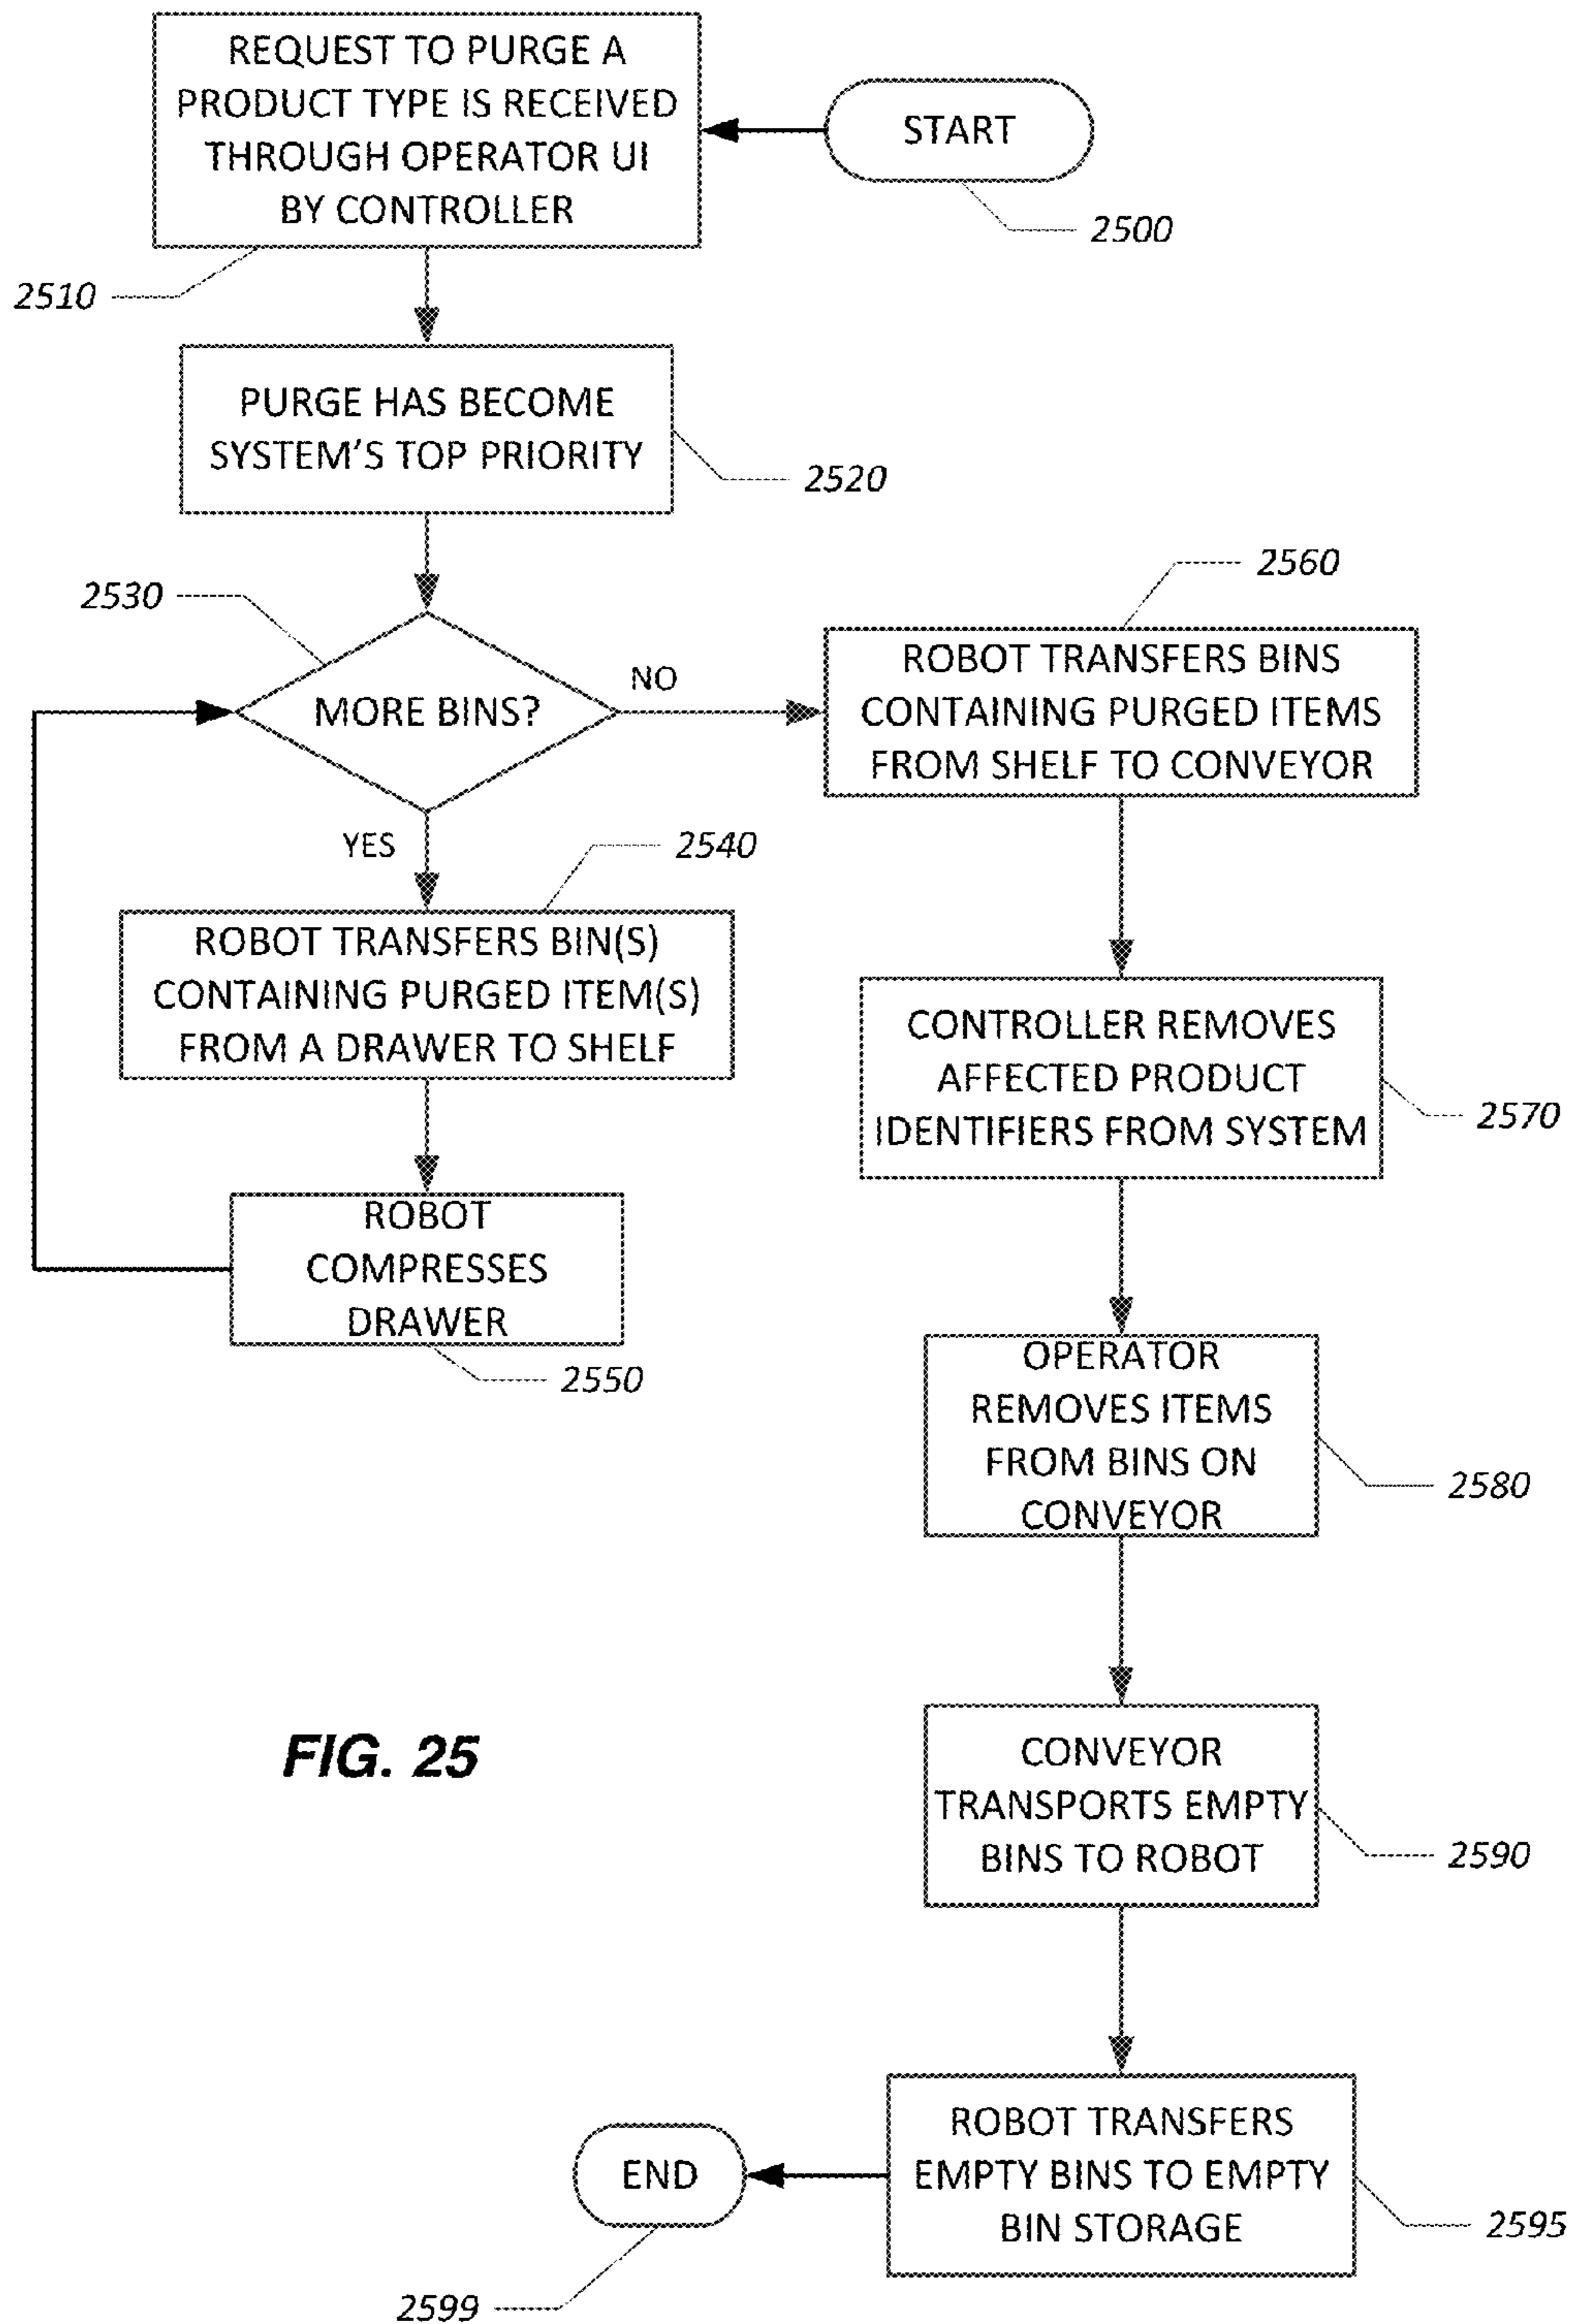 REQUEST TO PURGE A
PRODUCT TYPE IS RECEIVED
THROUGH OPERATOR UI
BY CONTROLLER
START
2500
2510
PURGE HAS BECOME
SYSTEM'S TOP PRIORITY
2520
2530
MORE BINS?
NO
YES
2560
ROBOT TRANSFERS BINS
CONTAINING PURGED ITEMS
FROM SHELF TO CONVEYOR
2540
ROBOT TRANSFERS BIN(S)
CONTAINING PURGED ITEM(S)
FROM A DRAWER TO SHELF
CONTROLLER REMOVES
AFFECTED PRODUCT
IDENTIFIERS FROM SYSTEM
2570
ROBOT
COMPRESSES
DRAWER
2550
OPERATOR
REMOVES ITEMS
FROM BINS ON
CONVEYOR
2580
FIG. 25
CONVEYOR
TRANSPORTS EMPTY
BINS TO ROBOT
2590
ROBOT TRANSFERS
EMPTY BINS TO EMPTY
BIN STORAGE
2595
END
2599